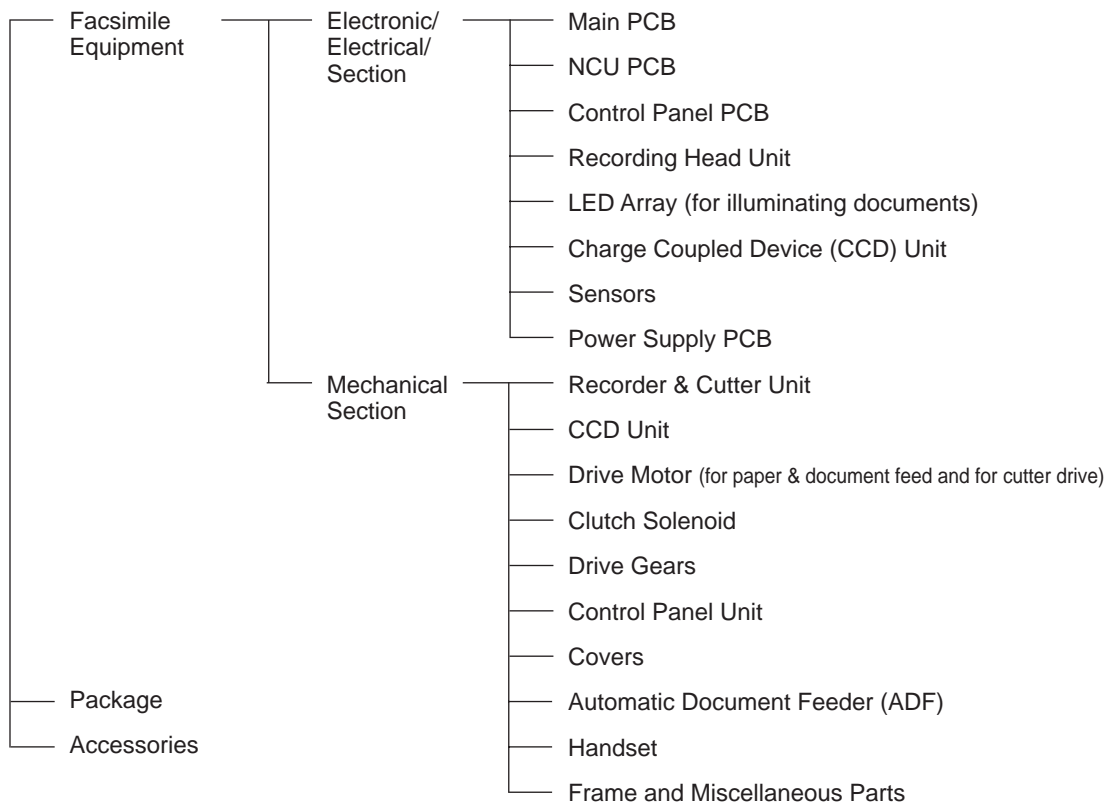 Facsimile
Equipment
Electronic/
Electrical/
Section
Main PCB
NCU PCB
Control Panel PCB
Recording Head Unit
LED Array (for illuminating documents)
Charge Coupled Device (CCD) Unit
Sensors
Power Supply PCB
Mechanical
Section
Recorder & Cutter Unit
CCD Unit
Drive Motor (for paper & document feed and for cutter drive)
Clutch Solenoid
Drive Gears
Control Panel Unit
Covers
Automatic Document Feeder (ADF)
Handset
Frame and Miscellaneous Parts
Package
Accessories